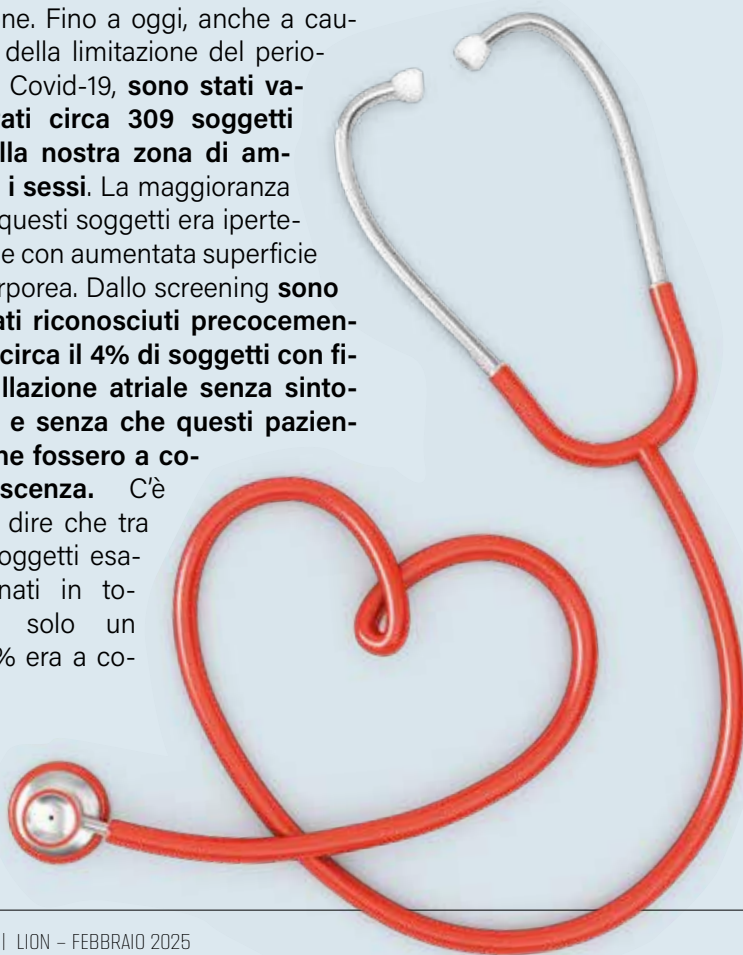 ne. Fino a oggi, anche a cau-
della limitazione del perio-
Covid-19, sono stati va-
ati circa 309 soggetti
lla nostra zona di am-
i sessi. La maggioranza
questi soggetti era iperte-
e con aumentata superficie
rporea. Dallo screening sono
ati riconosciuti precocemen-
circa il 4% di soggetti con fi-
llazione atriale senza sinto-
e senza che questi pazien-
ne fossero a co-
scenza. C'è
dire che tra
oggetti esa-
nati in to-
solo un
% era a co-
| LION – FEBBRAIO 2025